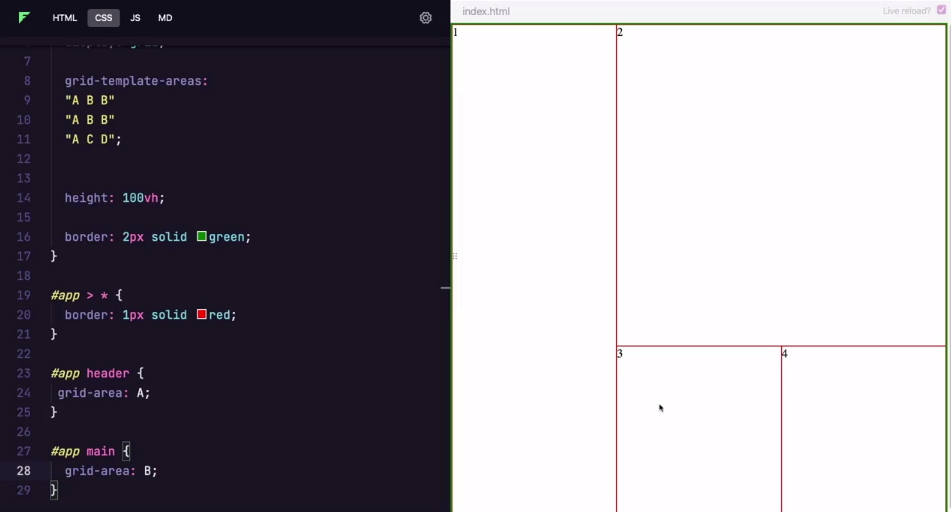 HTML CSS JS MD
index.html
Live reload?
7
8 grid-template-areas:
9 "A B B"
10 "A B B"
11 "A C D";
12
13
14 height: 100vh;
15
16 border: 2px solid green;
17 }
18
19 #app > * {
20 border: 1px solid red;
21 }
22
23 #app header {
24 grid-area: A;
25 }
26
27 #app main {
28 grid-area: B;
29 }
1
2
3
4